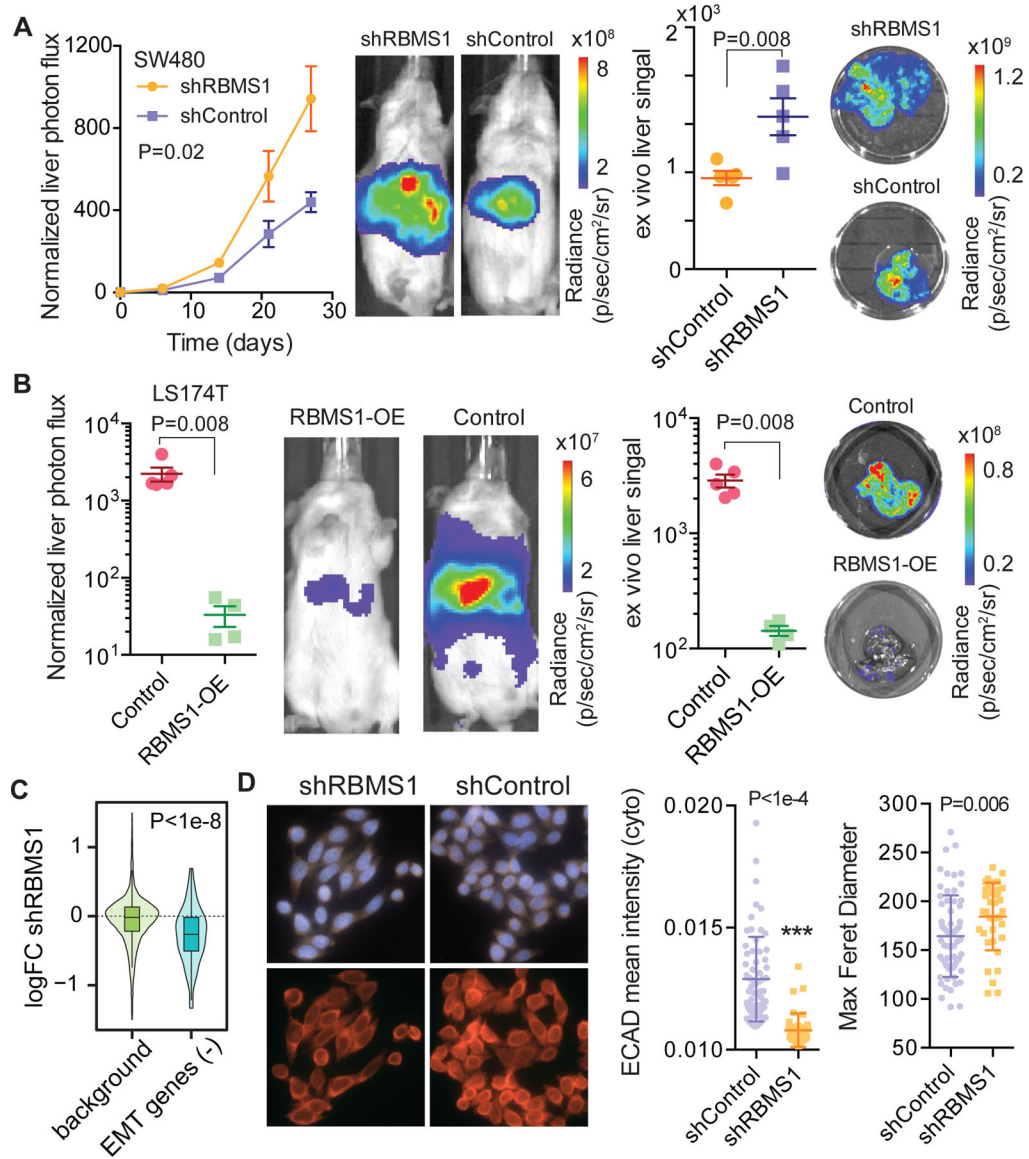 A
Normalized liver photon flux
1200
800
400
0
SW480
shRBMS1
shControl
P=0.02
0
10
20
30
Time (days)
shRBMS1
shControl
x10⁸
8
2
Radiance
(p/sec/cm²/sr)
x10³
ex vivo liver singal
2
1
0
P=0.008
shControl
shRBMS1
shRBMS1
shControl
x10⁹
1.2
0.2
Radiance
(p/sec/cm²/sr)
B
Normalized liver photon flux
LS174T
P=0.008
10⁴
10³
10²
10¹
Control
RBMS1-OE
RBMS1-OE
Control
x10⁷
6
2
Radiance
(p/sec/cm²/sr)
ex vivo liver singal
P=0.008
10⁴
10³
10²
Control
RBMS1-OE
Control
RBMS1-OE
x10⁸
0.8
0.2
Radiance
(p/sec/cm²/sr)
C
logFC shRBMS1
P<1e-8
1
0
−1
background
EMT genes (-)
D
shRBMS1
shControl
ECAD mean intensity (cyto)
0.020
0.015
0.010
P<1e-4
***
shControl
shRBMS1
Max Feret Diameter
300
250
200
150
100
50
P=0.006
shControl
shRBMS1